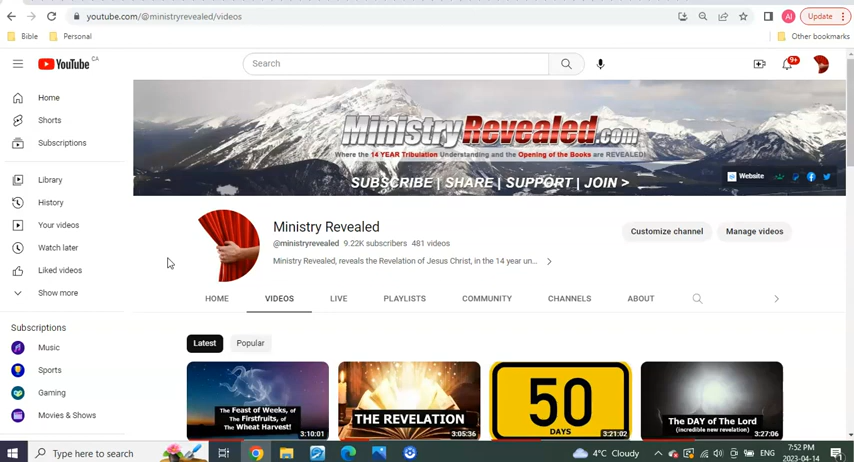 youtube.com/@ministryrevealed/videos
AI
Update
Bible
Personal
Other bookmarks
YouTube CA
Search
9+
Home
Shorts
Subscriptions
Library
History
Your videos
Watch later
Liked videos
Show more
Subscriptions
Music
Sports
Gaming
Movies & Shows
MinistryRevealed.com
Where the 14 YEAR Tribulation Understanding and the Opening of the Books are REVEALED!
SUBSCRIBE | SHARE | SUPPORT | JOIN >
Website
Ministry Revealed
@ministryrevealed 9.22K subscribers 481 videos
Ministry Revealed, reveals the Revelation of Jesus Christ, in the 14 year un...
Customize channel
Manage videos
HOME
VIDEOS
LIVE
PLAYLISTS
COMMUNITY
CHANNELS
ABOUT
Latest
Popular
The Feast of Weeks, of
The Firstfruits, of
The Wheat Harvest!
3:10:01
THE REVELATION
3:05:36
50
DAYS
3:21:02
The DAY of The Lord
(incredible new revelation)
3:27:06
Type here to search
4°C Cloudy
7:52 PM
2023-04-14